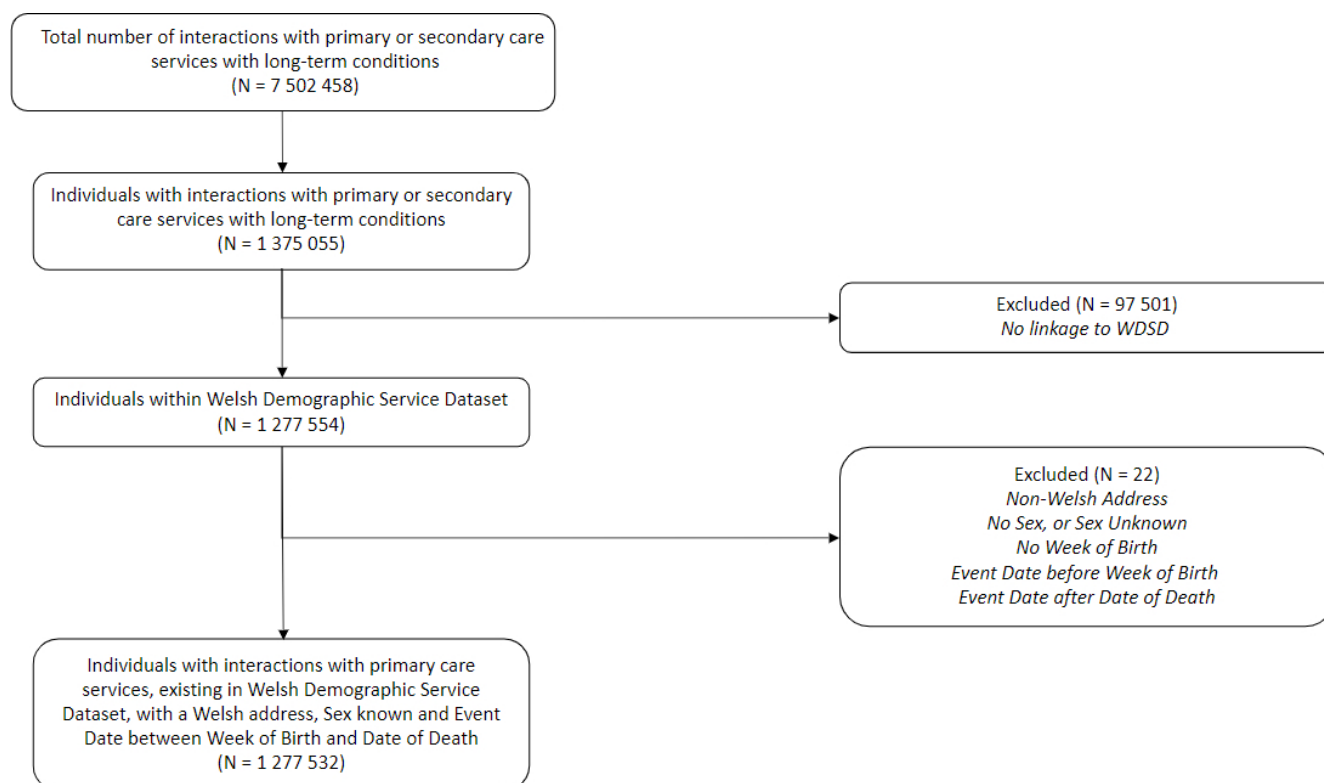 Total number of interactions with primary or secondary care
services with long-term conditions
(N = 7 502 458)
Individuals with interactions with primary or secondary
care services with long-term conditions
(N = 1 375 055)
Excluded (N = 97 501)
No linkage to WDSD
Individuals within Welsh Demographic Service Dataset
(N = 1 277 554)
Excluded (N = 22)
Non-Welsh Address
No Sex, or Sex Unknown
No Week of Birth
Event Date before Week of Birth
Event Date after Date of Death
Individuals with interactions with primary care
services, existing in Welsh Demographic Service
Dataset, with a Welsh address, Sex known and Event
Date between Week of Birth and Date of Death
(N = 1 277 532)